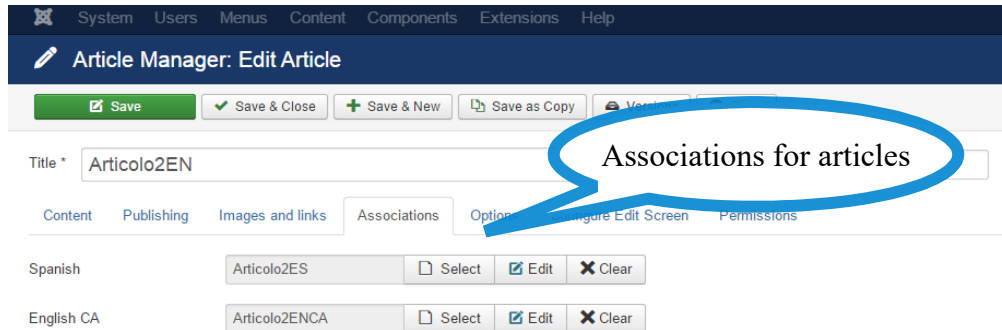 System Users Menus Content Components Extensions Help
Article Manager: Edit Article
Save Save & Close Save & New Save as Copy
Associations for articles
Title * Articolo2EN
Content Publishing Images and links Associations Edit Screen Permissions
Spanish Articolo2ES Select Edit Clear
English CA Articolo2ENCA Select Edit Clear